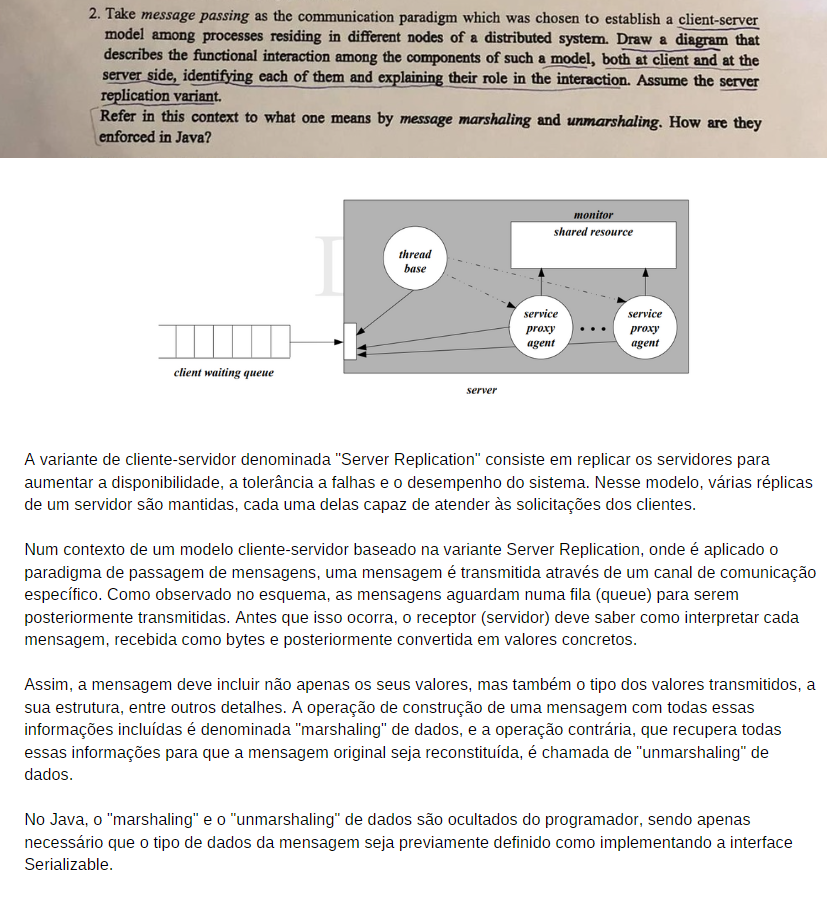 2. Take message passing as the communication paradigm which was chosen to establish a client-server
model among processes residing in different nodes of a distributed system. Draw a diagram that
describes the functional interaction among the components of such a model, both at client and at the
server side, identifying each of them and explaining their role in the interaction. Assume the server
replication variant.
Refer in this context to what one means by message marshaling and unmarshaling. How are they
enforced in Java?
monitor
shared resource
thread
base
service
proxy
agent
service
proxy
agent
client waiting queue
server
A variante de cliente-servidor denominada "Server Replication" consiste em replicar os servidores para
aumentar a disponibilidade, a tolerância a falhas e o desempenho do sistema. Nesse modelo, várias réplicas
de um servidor são mantidas, cada uma delas capaz de atender às solicitações dos clientes.
Num contexto de um modelo cliente-servidor baseado na variante Server Replication, onde é aplicado o
paradigma de passagem de mensagens, uma mensagem é transmitida através de um canal de comunicação
específico. Como observado no esquema, as mensagens aguardam numa fila (queue) para serem
posteriormente transmitidas. Antes que isso ocorra, o receptor (servidor) deve saber como interpretar cada
mensagem, recebida como bytes e posteriormente convertida em valores concretos.
Assim, a mensagem deve incluir não apenas os seus valores, mas também o tipo dos valores transmitidos, a
sua estrutura, entre outros detalhes. A operação de construção de uma mensagem com todas essas
informações incluídas é denominada "marshaling" de dados, e a operação contrária, que recupera todas
essas informações para que a mensagem original seja reconstituída, é chamada de "unmarshaling" de
dados.
No Java, o "marshaling" e o "unmarshaling" de dados são ocultados do programador, sendo apenas
necessário que o tipo de dados da mensagem seja previamente definido como implementando a interface
Serializable.